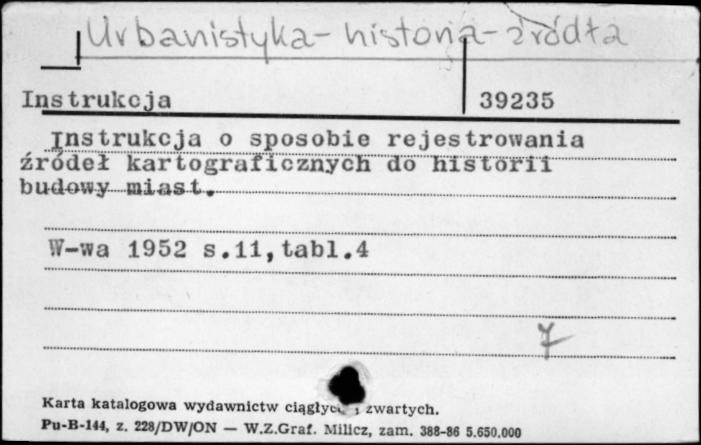 Urbanistyka - historia - źródła
Instrukcja 39235
Instrukcja o sposobie rejestrowania
źródeł kartograficznych do historii
budowy miast.
W-wa 1952 s.11,tabl.4
7
Karta katalogowa wydawnictw ciągłych i zwartych.
Pu-B-144, z. 228/DW/ON — W.Z.Graf. Milicz, zam. 388-86 5.650.000